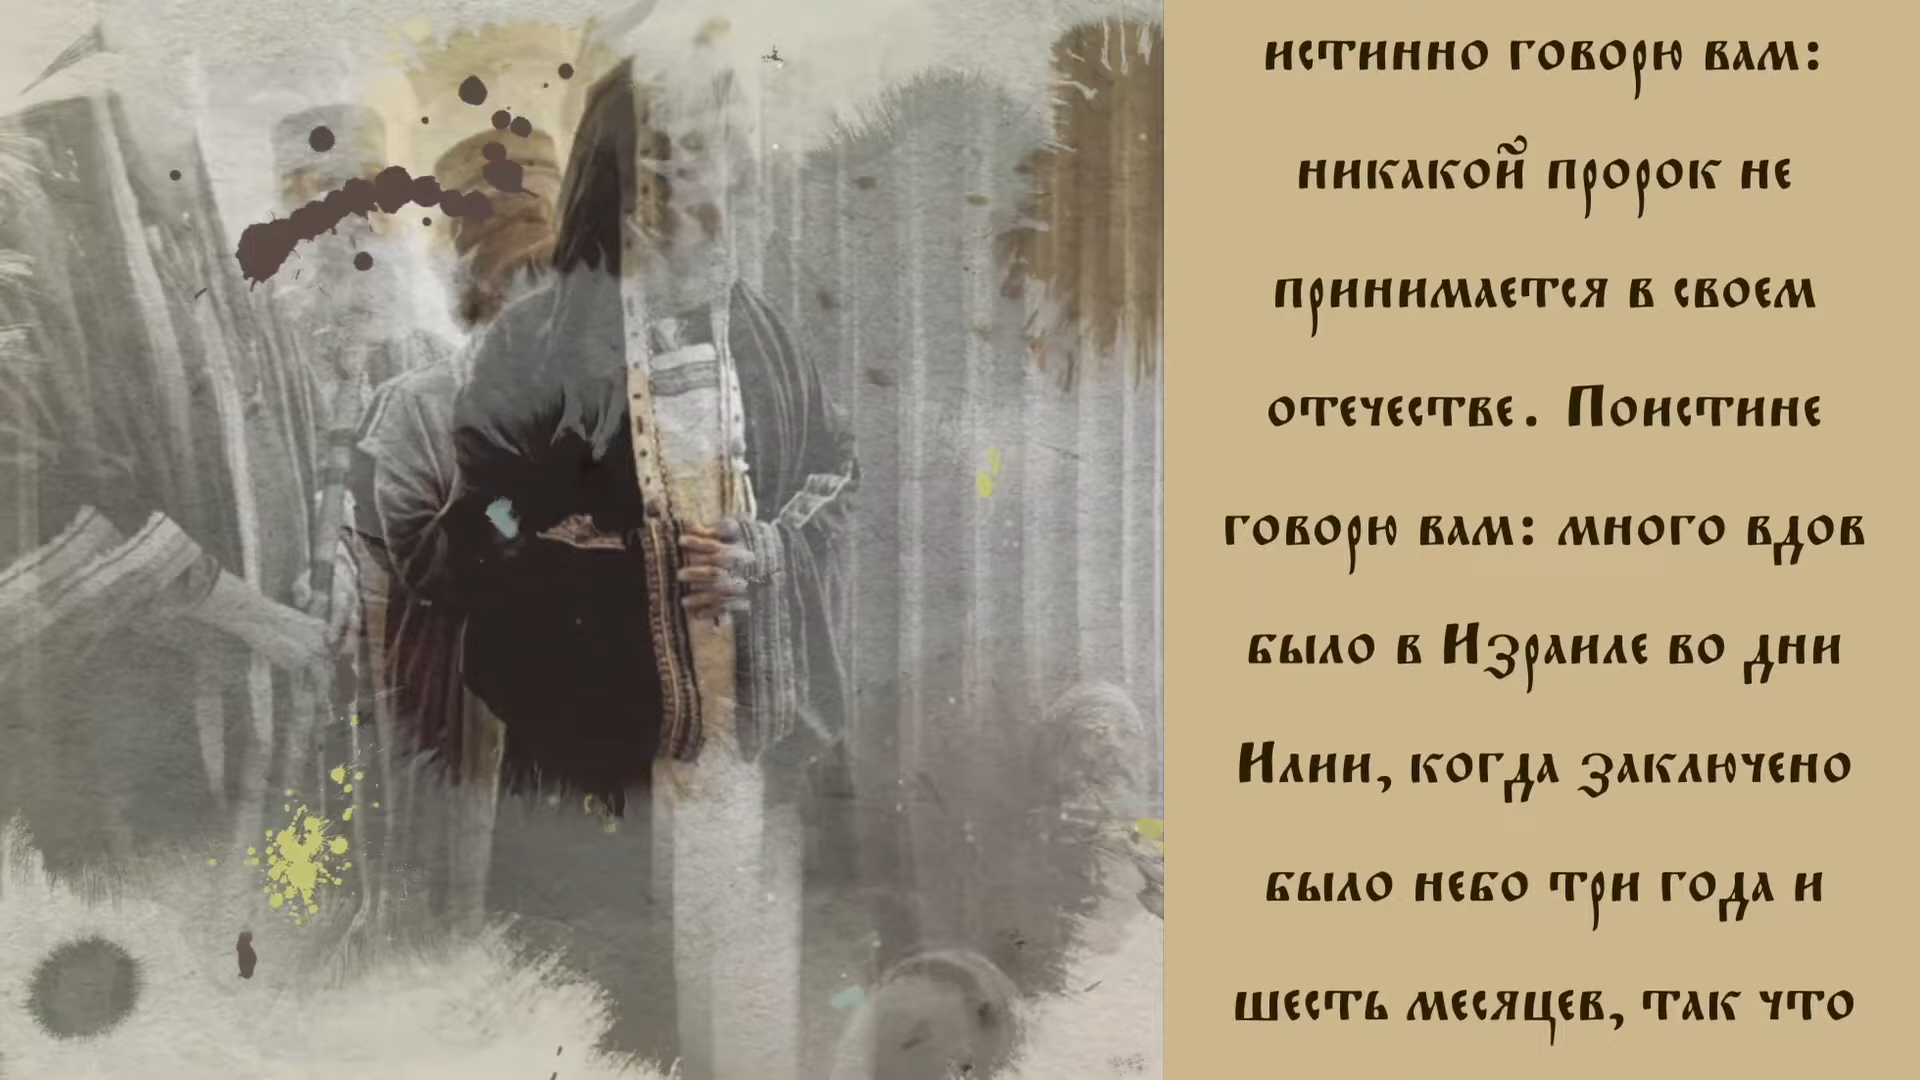 истинно говорю вам:
никакой пророк не
принимается в своем
отечестве. Поистине
говорю вам: много вдов
было в Израиле во дни
Илии, когда заключено
было небо три года и
шесть месяцев, так что